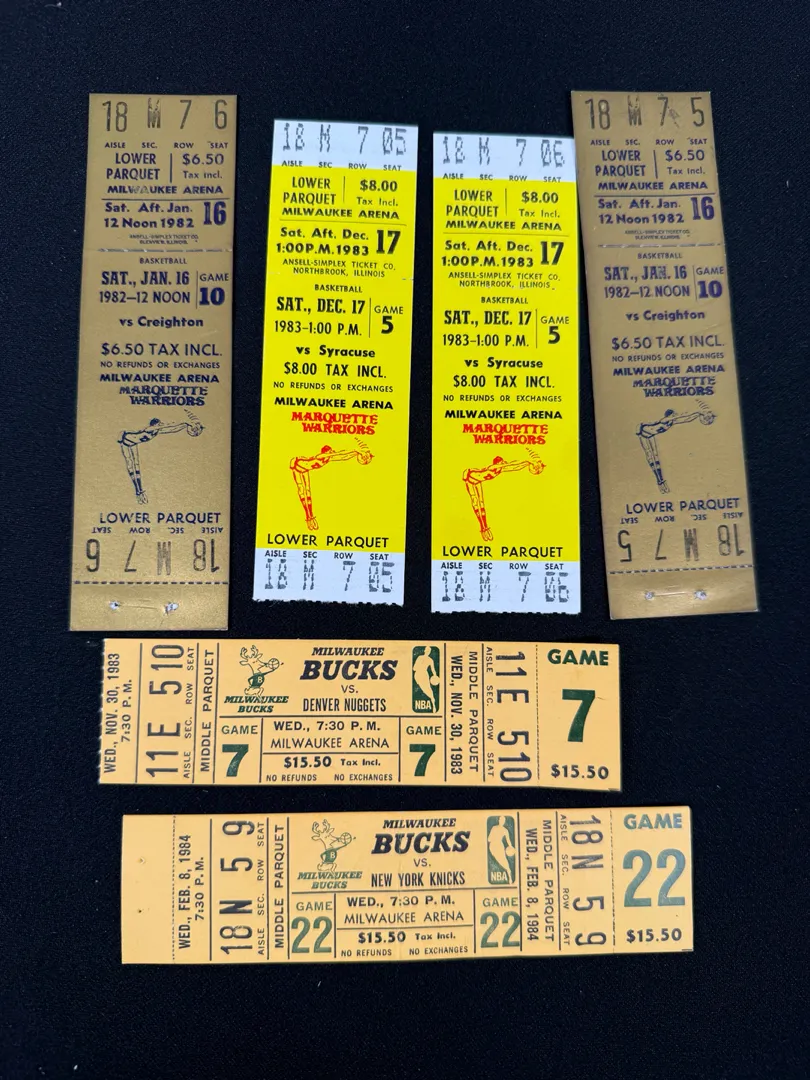 18 M 7 6
AISLE SEC. ROW SEAT
LOWER PARQUET $6.50 Tax Incl.
MILWAUKEE ARENA
Sat. Aft. Jan. 16
12 Noon 1982
ANSELL-SIMPLEX TICKET CO.
BASKETBALL
SAT., JAN. 16 GAME
1982—12 NOON 10
vs Creighton
$6.50 TAX INCL.
NO REFUNDS OR EXCHANGES
MILWAUKEE ARENA
MARQUETTE
WARRIORS
LOWER PARQUET
AISLE SEC. ROW SEAT
18 M 7 6
18 M 7 05
AISLE SEC ROW SEAT
LOWER PARQUET $8.00 Tax Incl.
MILWAUKEE ARENA
Sat. Aft. Dec. 17
1:00 P.M. 1983
ANSELL-SIMPLEX TICKET CO,
NORTHBROOK, ILLINOIS
BASKETBALL
SAT., DEC. 17 GAME
1983-1:00 P.M. 5
vs Syracuse
$8.00 TAX INCL.
NO REFUNDS OR EXCHANGES
MILWAUKEE ARENA
MARQUETTE
WARRIORS
LOWER PARQUET
AISLE SEC ROW SEAT
18 M 7 05
18 M 7 06
AISLE SEC ROW SEAT
LOWER PARQUET $8.00 Tax Incl.
MILWAUKEE ARENA
Sat. Aft. Dec. 17
1:00 P.M. 1983
ANSELL-SIMPLEX TICKET CO,
NORTHBROOK, ILLINOIS
BASKETBALL
SAT., DEC. 17 GAME
1983-1:00 P.M. 5
vs Syracuse
$8.00 TAX INCL.
NO REFUNDS OR EXCHANGES
MILWAUKEE ARENA
MARQUETTE
WARRIORS
LOWER PARQUET
AISLE SEC ROW SEAT
18 M 7 06
18 M 7 5
AISLE SEC. ROW SEAT
LOWER PARQUET $6.50 Tax Incl.
MILWAUKEE ARENA
Sat. Aft. Jan. 16
12 Noon 1982
ANSELL-SIMPLEX TICKET CO.
BASKETBALL
SAT., JAN. 16 GAME
1982—12 NOON 10
vs Creighton
$6.50 TAX INCL.
NO REFUNDS OR EXCHANGES
MILWAUKEE ARENA
MARQUETTE
WARRIORS
LOWER PARQUET
AISLE SEC. ROW SEAT
18 M 7 5
WED., NOV. 30, 1983
7:30 P. M.
11 E 5 10
AISLE SEC. ROW SEAT
MIDDLE PARQUET
MILWAUKEE
BUCKS
MILWAUKEE
BUCKS
VS.
DENVER NUGGETS
NBA
GAME
7
WED., 7:30 P. M.
MILWAUKEE ARENA
$15.50 Tax Incl.
NO REFUNDS NO EXCHANGES
GAME
7
WED., NOV. 30, 1983
MIDDLE PARQUET
AISLE SEC. ROW SEAT
11 E 5 10
GAME
7
$15.50
WED., FEB. 8, 1984
7:30 P. M.
18 N 5 9
AISLE SEC. ROW SEAT
MIDDLE PARQUET
B
MILWAUKEE
BUCKS
MILWAUKEE
BUCKS
VS.
NEW YORK KNICKS
NBA
GAME
22
WED., 7:30 P. M.
MILWAUKEE ARENA
$15.50 Tax Incl.
NO REFUNDS NO EXCHANGES
GAME
22
WED., FEB. 8, 1984
MIDDLE PARQUET
AISLE SEC. ROW SEAT
18 N 5 9
GAME
22
$15.50